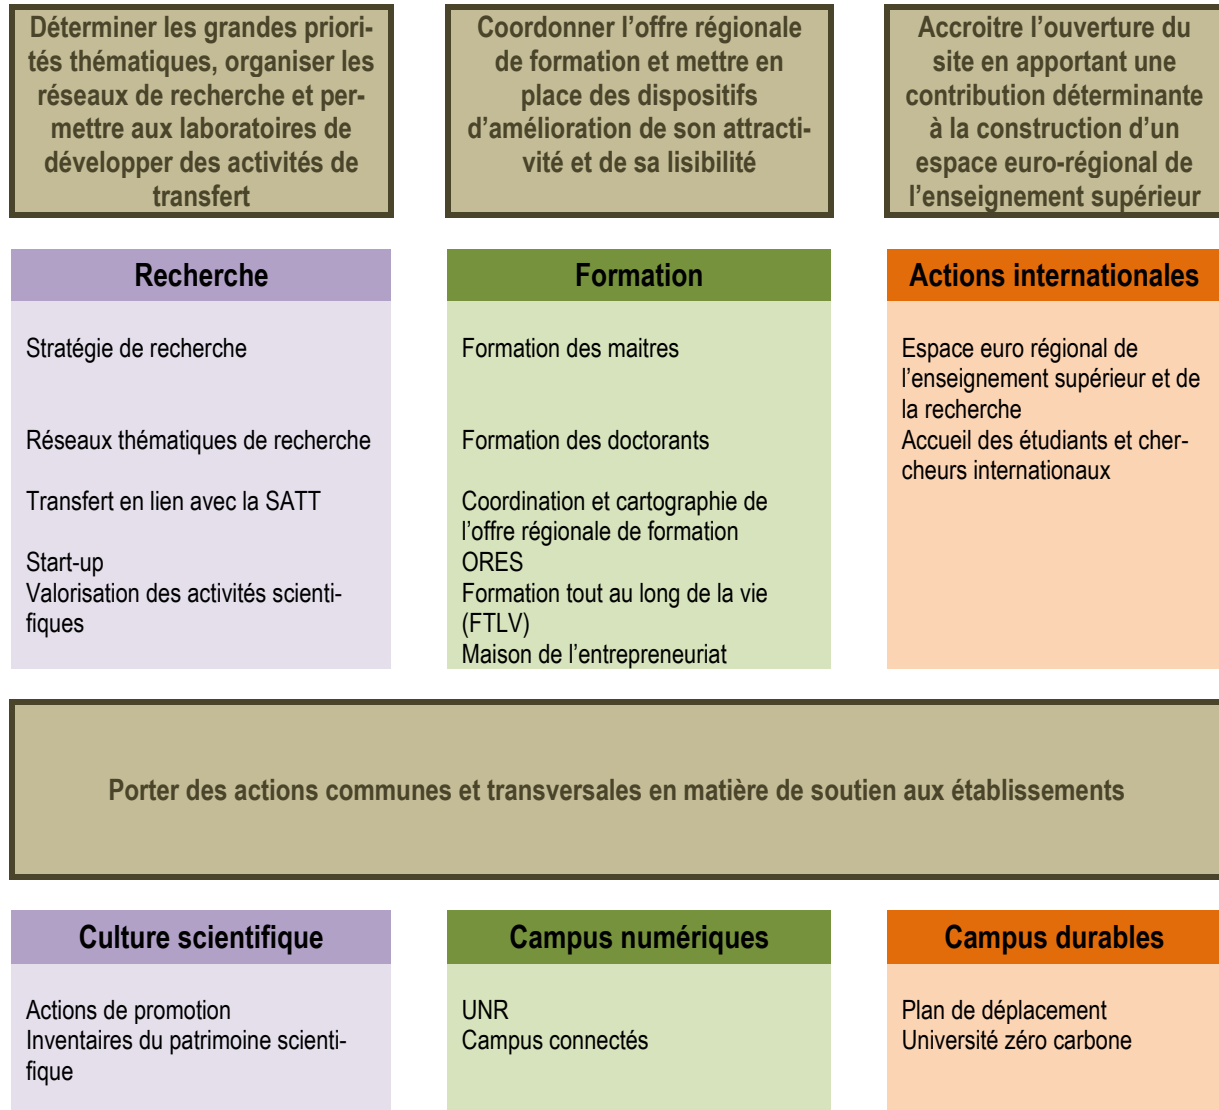 Déterminer les grandes priori-
tés thématiques, organiser les
réseaux de recherche et per-
mettre aux laboratoires de
développer des activités de
transfert
Coordonner l’offre régionale
de formation et mettre en
place des dispositifs
d’amélioration de son attracti-
vité et de sa lisibilité
Accroitre l’ouverture du
site en apportant une
contribution déterminante
à la construction d’un
espace euro-régional de
l’enseignement supérieur
Recherche
Stratégie de recherche
Réseaux thématiques de recherche
Transfert en lien avec la SATT
Start-up
Valorisation des activités scienti-
fiques
Formation
Formation des maitres
Formation des doctorants
Coordination et cartographie de
l’offre régionale de formation
ORES
Formation tout au long de la vie
(FTLV)
Maison de l’entrepreneuriat
Actions internationales
Espace euro régional de
l’enseignement supérieur et de
la recherche
Accueil des étudiants et cher-
cheurs internationaux
Porter des actions communes et transversales en matière de soutien aux établissements
Culture scientifique
Actions de promotion
Inventaires du patrimoine scienti-
fique
Campus numériques
UNR
Campus connectés
Campus durables
Plan de déplacement
Université zéro carbone